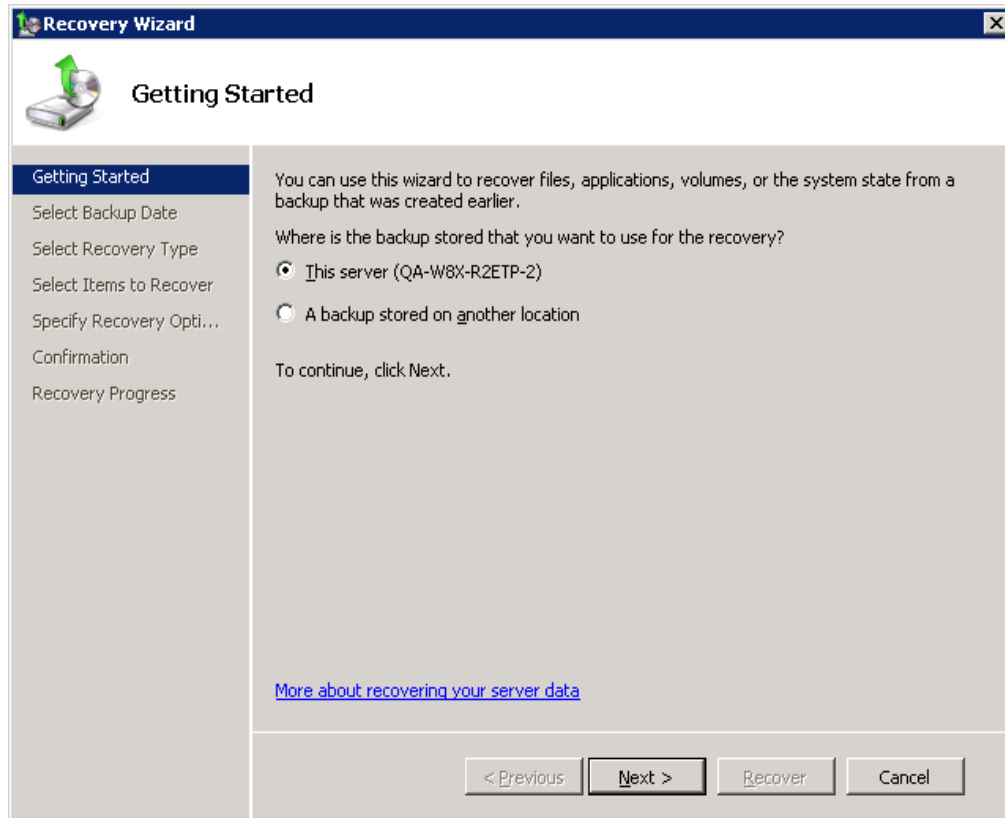 Recovery Wizard
Getting Started
Getting Started
Select Backup Date
Select Recovery Type
Select Items to Recover
Specify Recovery Opti...
Confirmation
Recovery Progress
You can use this wizard to recover files, applications, volumes, or the system state from a
backup that was created earlier.
Where is the backup stored that you want to use for the recovery?
This server (QA-W8X-R2ETP-2)
A backup stored on another location
To continue, click Next.
More about recovering your server data
< Previous
Next >
Recover
Cancel